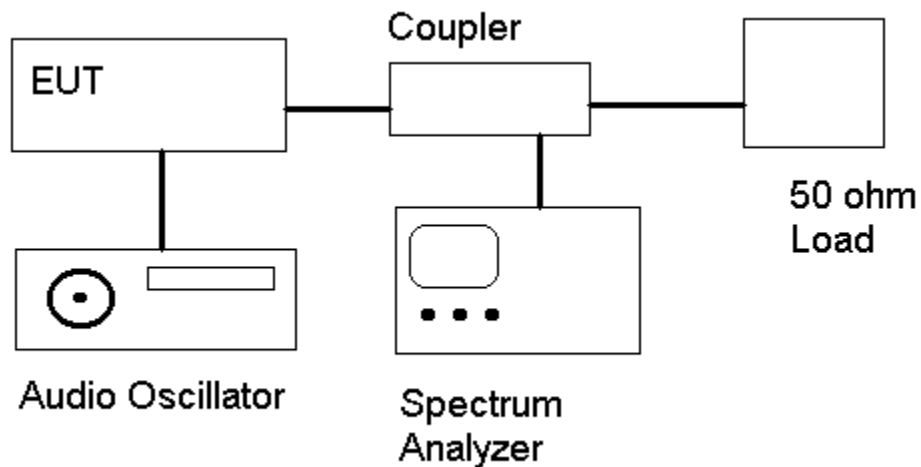 Coupler
EUT
50 ohm
Load
Audio Oscillator
Spectrum
Analyzer